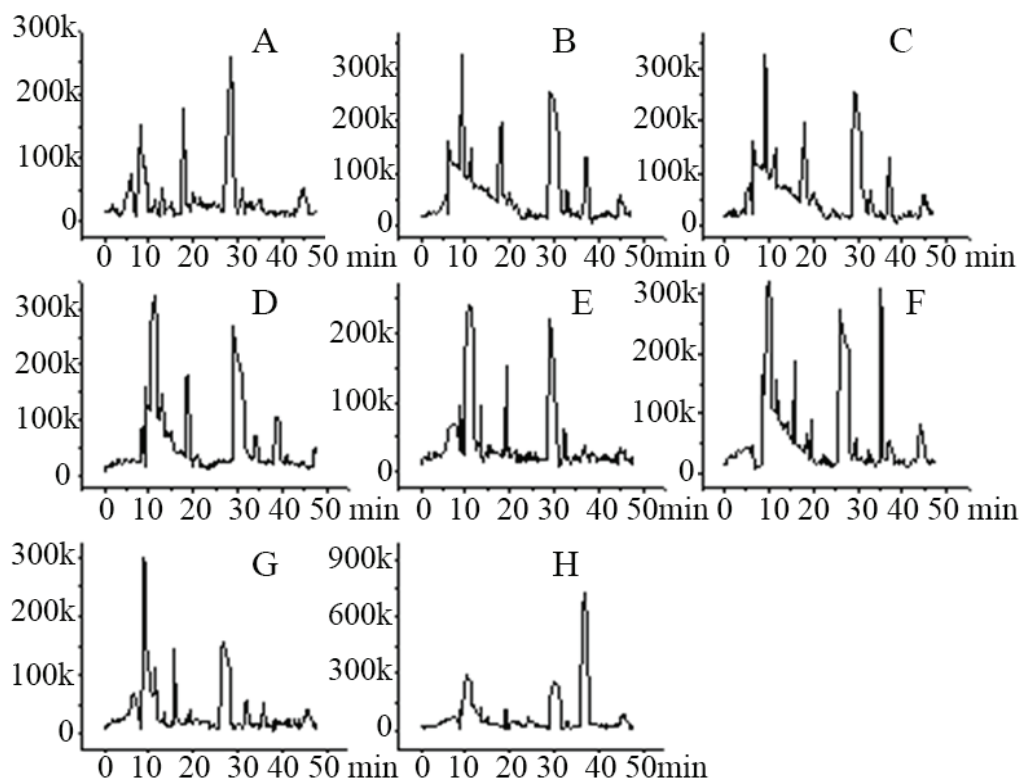 300k A B C
200k 300k 300k
100k 200k 200k
0 100k 100k
0 0
0 10 20 30 40 50 min 0 10 20 30 40 50min 0 10 20 30 40 50 min
300k D E F 300k
200k 200k 200k
100k 100k 100k
0 0 0
0 10 20 30 40 50 min 0 10 20 30 40 50min 0 10 20 30 40 50 min
300k G 900k H
200k 600k
100k 300k
0 0
0 10 20 30 40 50 min 0 10 20 30 40 50min